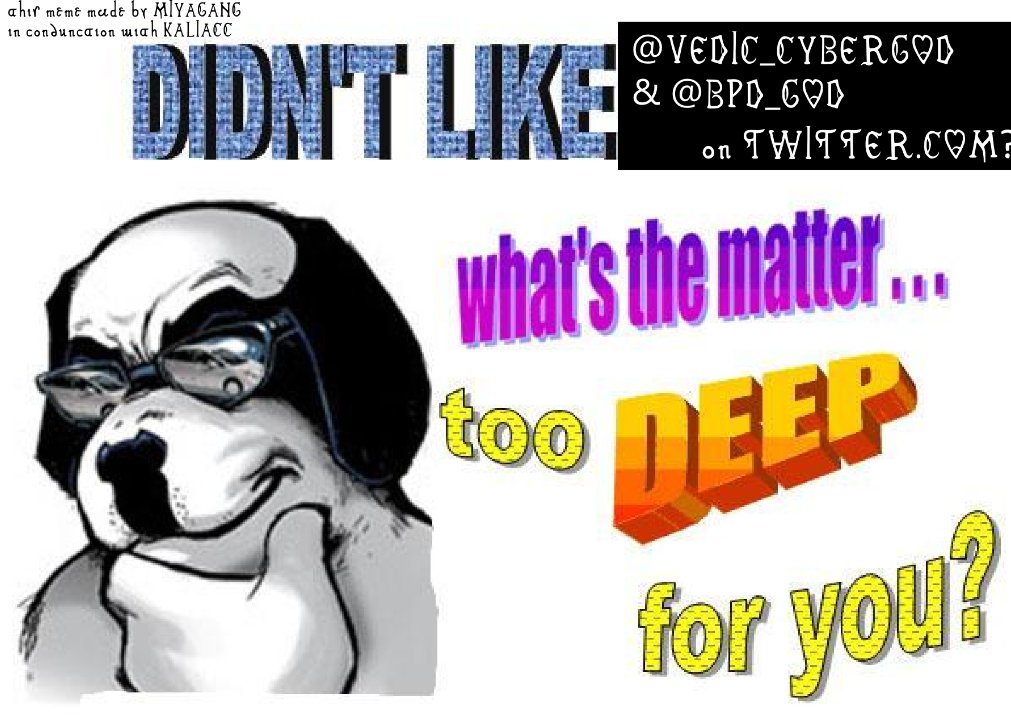 ahir meme made by MIYAGANG
in conduncaion wiah KALIACC
DIDN'T LIKE
@VEDIC_CYBERGOD
& @BPD_GOD
on TWITTER.COM?
what's the matter . . .
too DEEP
for you?